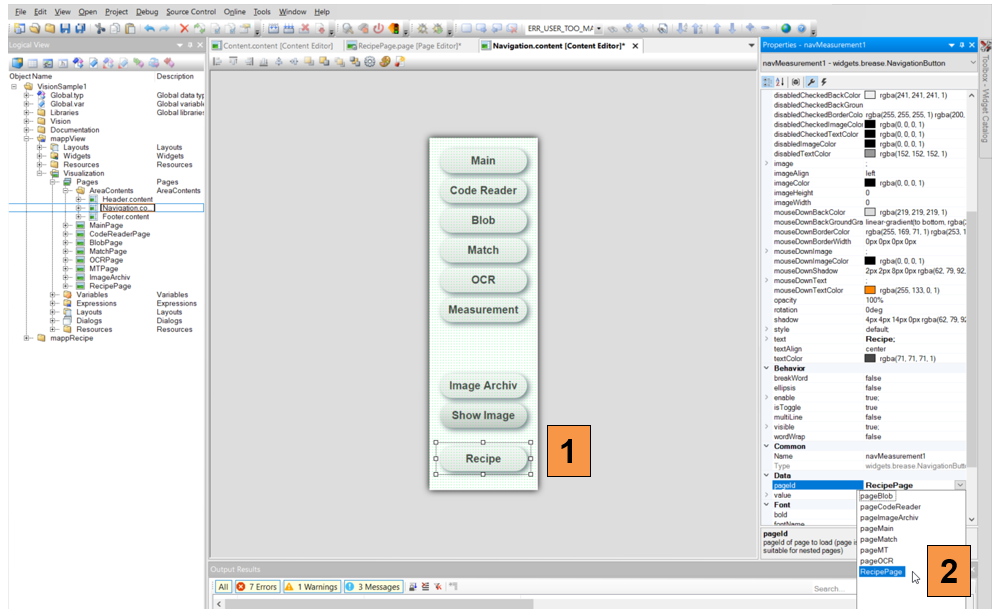 File Edit View Open Project Debug Source Control Online Tools Window Help
ERR_USER_TOO_MA
Logical View
Content.content [Content Editor]
RecipePage.page [Page Editor]*
Navigation.content [Content Editor]*
Properties - navMeasurement1
Toolbox - Widget Catalog
navMeasurement1 - widgets.brease.NavigationButton
Object Name Description
VisionSample1
Global.typ Global data typ
Global.var Global variable
Libraries Global libraries
Vision
Documentation
mappView
Layouts Layouts
Widgets Widgets
Resources Resources
Visualization
Pages Pages
AreaContents AreaContents
Header.content
Navigation.co...
Footer.content
MainPage
CodeReaderPage
BlobPage
MatchPage
OCRPage
MTPage
ImageArchiv
RecipePage
Variables Variables
Expressions Expressions
Layouts Layouts
Dialogs Dialogs
Resources Resources
mappRecipe
Main
Code Reader
Blob
Match
OCR
Measurement
Image Archiv
Show Image
Recipe
1
disabledCheckedBackColor rgba(241, 241, 241, 1)
disabledCheckedBackGroun
disabledCheckedBorderColo rgba(255, 255, 255, 1) rgba(200,
disabledCheckedImageColo rgba(0, 0, 0, 1)
disabledCheckedTextColor rgba(0, 0, 0, 1)
disabledImageColor rgba(0, 0, 0, 1)
disabledTextColor rgba(152, 152, 152, 1)
image ;
imageAlign left
imageColor rgba(0, 0, 0, 1)
imageHeight 0
imageWidth 0
mouseDownBackColor rgba(219, 219, 219, 1)
mouseDownBackGroundGra linear-gradient(to bottom, rgba(
mouseDownBorderColor rgba(255, 169, 71, 1) rgba(253, 1
mouseDownBorderWidth 0px 0px 0px 0px
mouseDownImage ;
mouseDownImageColor rgba(0, 0, 0, 1)
mouseDownShadow 2px 2px 8px 0px rgba(62, 79, 92,
mouseDownText ;
mouseDownTextColor rgba(255, 133, 0, 1)
opacity 100%
rotation 0deg
shadow 4px 4px 14px 0px rgba(62, 79, 92
style default;
text Recipe;
textAlign center
textColor rgba(71, 71, 71, 1)
Behavior
breakWord false
ellipsis false
enable true;
isToggle true
multiLine false
visible true;
wordWrap false
Common
Name navMeasurement1
Type widgets.brease.NavigationButt
Data
pageId RecipePage
value
Font
bold
fontName
pageBlob
pageCodeReader
pageImageArchiv
pageMain
pageMatch
pageMT
pageOCR
RecipePage
2
pageId
pageId of page to load (page is
suitable for nested pages)
Output Results
All 7 Errors 1 Warnings 3 Messages
Search...